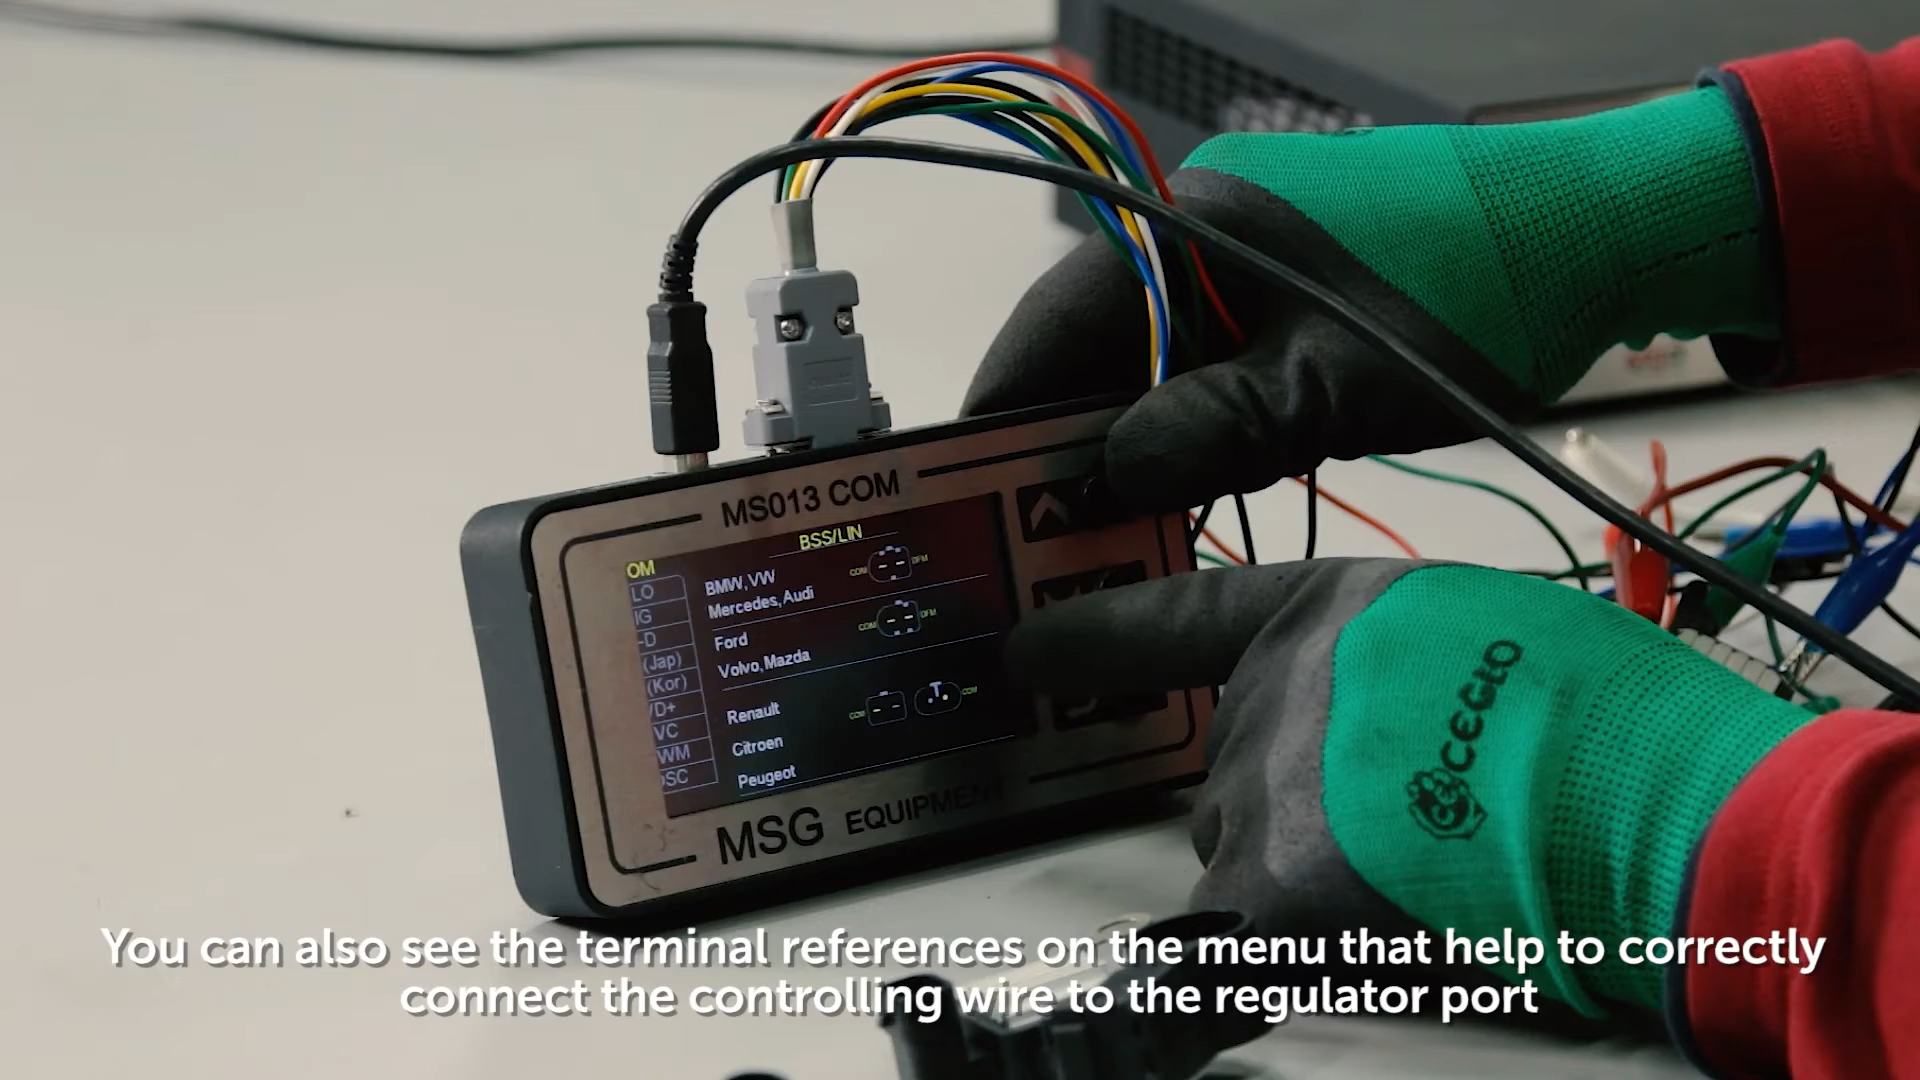 MS013 COM
BSS/LIN
OM
LO
IG
-D
(Jap)
(Kor)
/D+
VC
WM
SC
BMW, VW
Mercedes, Audi
COM DFM
Ford
Volvo, Mazda
COM DFM
Renault
Citroen
Peugeot
COM COM
MSG EQUIPMENT
CEGLO
You can also see the terminal references on the menu that help to correctly
connect the controlling wire to the regulator port